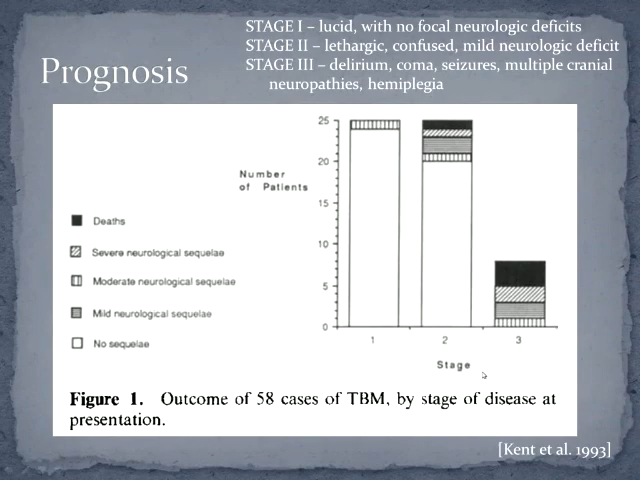 STAGE I – lucid, with no focal neurologic deficits
STAGE II – lethargic, confused, mild neurologic deficit
STAGE III – delirium, coma, seizures, multiple cranial
neuropathies, hemiplegia
Prognosis
Number
of Patients
25
20
15
10
5
0
Deaths
Severe neurological sequelae
Moderate neurological sequelae
Mild neurological sequelae
No sequelae
1 2 3
Stage
Figure 1. Outcome of 58 cases of TBM, by stage of disease at
presentation.
[Kent et al. 1993]